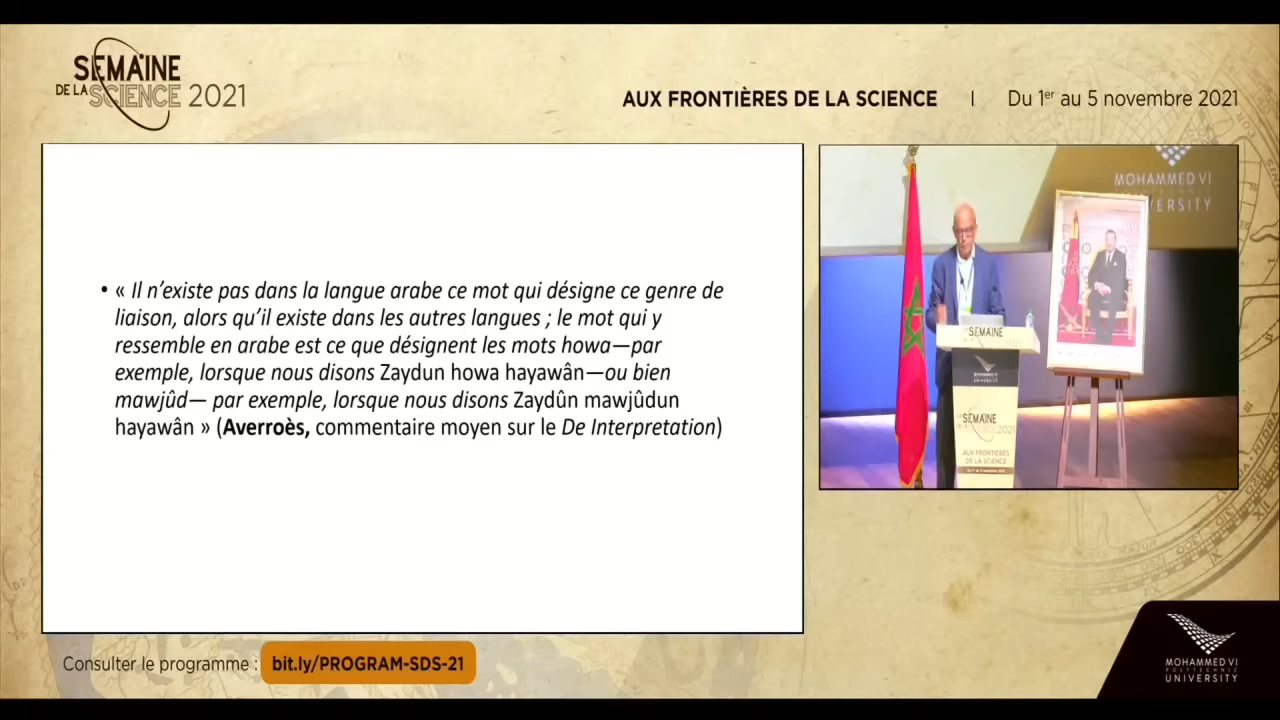 SEMAINE
DE LA SCIENCE 2021
AUX FRONTIÈRES DE LA SCIENCE | Du 1er au 5 novembre 2021
• « Il n’existe pas dans la langue arabe ce mot qui désigne ce genre de
liaison, alors qu’il existe dans les autres langues ; le mot qui y
ressemble en arabe est ce que désignent les mots howa—par
exemple, lorsque nous disons Zaydun howa hayawân—ou bien
mawjûd— par exemple, lorsque nous disons Zaydûn mawjûdun
hayawân » (Averroès, commentaire moyen sur le De Interpretation)
MOHAMMED VI
UNIVERSITY
SEMAINE
SEMAINE
2021
AUX FRONTIÈRES
DE LA SCIENCE
Consulter le programme : bit.ly/PROGRAM-SDS-21
MOHAMMED VI
POLYTECHNIC
UNIVERSITY